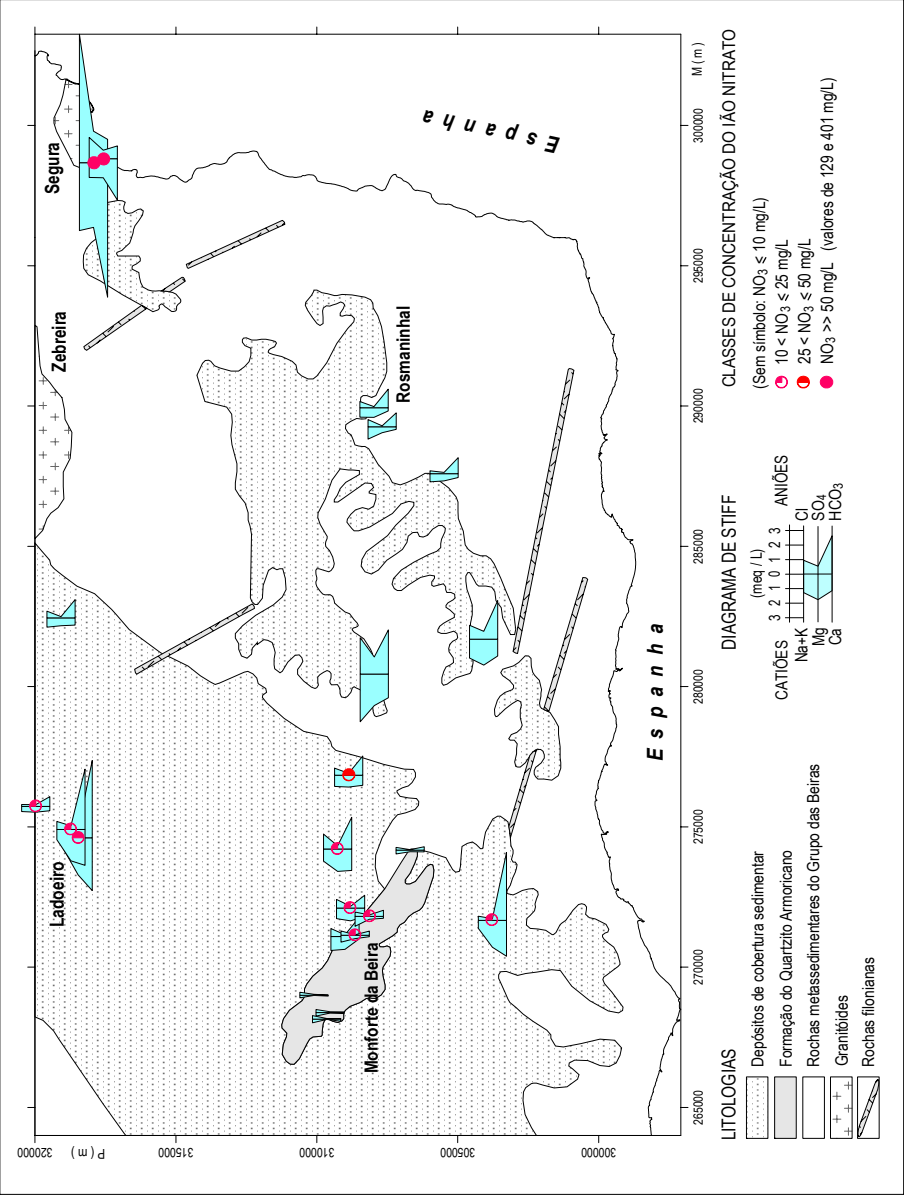 320000
315000
310000
305000
300000
P ( m )
265000
270000
275000
280000
285000
290000
295000
300000
M ( m )
Segura
Zebreira
Ladoeiro
Rosmaninhal
Monforte da Beira
Espanha
Espanha
LITOLOGIAS
Depósitos de cobertura sedimentar
Formação do Quartzito Armoricano
Rochas metassedimentares do Grupo das Beiras
Granitóides
Rochas filonianas
DIAGRAMA DE STIFF
(meq / L)
CATIÕES ANIÕES
3 2 1 0 1 2 3
Na+K Cl
Mg SO4
Ca HCO3
CLASSES DE CONCENTRAÇÃO DO IÃO NITRATO
(Sem símbolo: NO3 ≤ 10 mg/L)
10 < NO3 ≤ 25 mg/L
25 < NO3 ≤ 50 mg/L
NO3 >> 50 mg/L (valores de 129 e 401 mg/L)